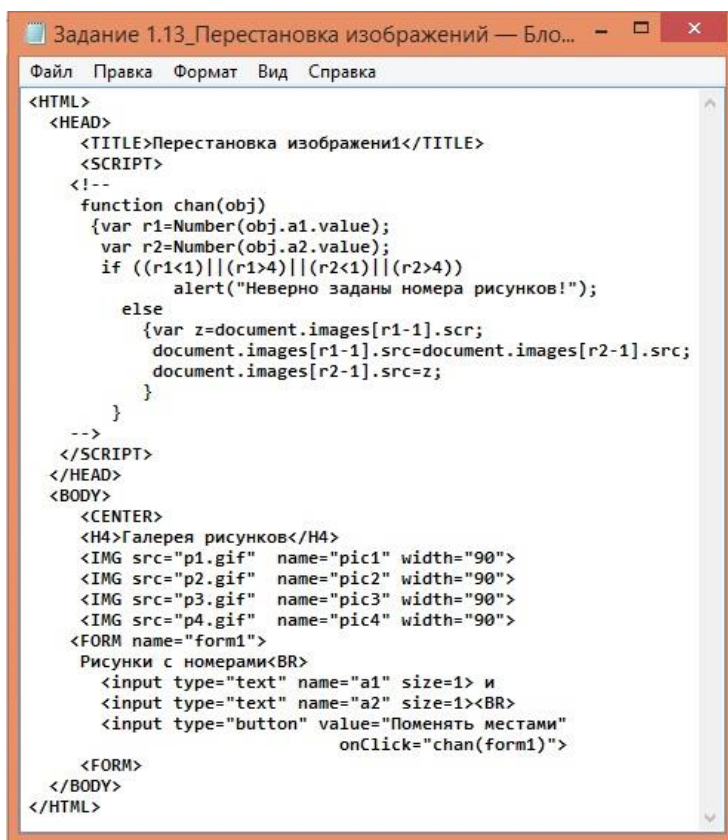 Задание 1.13_Перестановка изображений — Бло...
Файл Правка Формат Вид Справка
<HTML>
<HEAD>
<TITLE>Перестановка изображени1</TITLE>
<SCRIPT>
<!--
function chan(obj)
{var r1=Number(obj.a1.value);
var r2=Number(obj.a2.value);
if ((r1<1)||(r1>4)||(r2<1)||(r2>4))
alert("Неверно заданы номера рисунков!");
else
{var z=document.images[r1-1].scr;
document.images[r1-1].src=document.images[r2-1].src;
document.images[r2-1].src=z;
}
}
-->
</SCRIPT>
</HEAD>
<BODY>
<CENTER>
<H4>Галерея рисунков</H4>
<IMG src="p1.gif" name="pic1" width="90">
<IMG src="p2.gif" name="pic2" width="90">
<IMG src="p3.gif" name="pic3" width="90">
<IMG src="p4.gif" name="pic4" width="90">
<FORM name="form1">
Рисунки с номерами<BR>
<input type="text" name="a1" size=1> и
<input type="text" name="a2" size=1><BR>
<input type="button" value="Поменять местами"
onClick="chan(form1)">
<FORM>
</BODY>
</HTML>